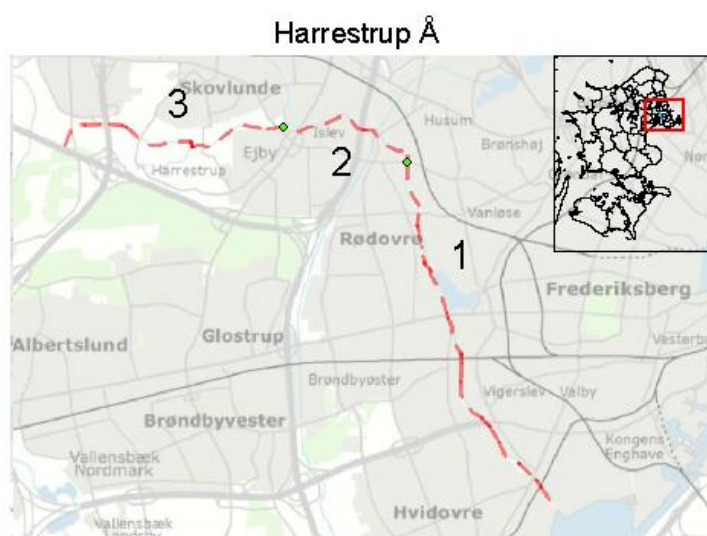 Harrestrup Å
3
Skovlunde
Husum
Islev
Brønshøj
Ejby
2
Harrestrup
Vanløse
Rødovre
1
Frederiksberg
Glostrup
Albertslund
Brøndbyøster
Vigerslev
Valby
Brøndbyvester
Kongens
Enghave
Vallensbæk
Nordmark
Hvidovre
Vallensbæk